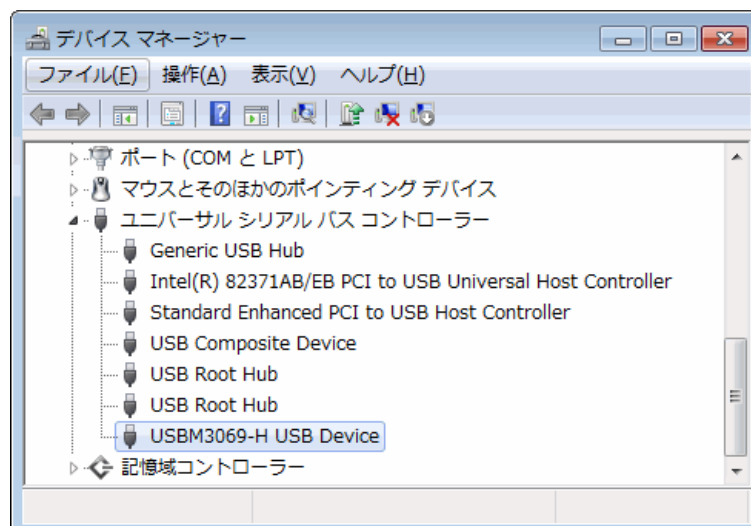 デバイス マネージャー
ファイル(F) 操作(A) 表示(V) ヘルプ(H)
ポート (COM と LPT)
マウスとそのほかのポインティング デバイス
ユニバーサル シリアル バス コントローラー
Generic USB Hub
Intel(R) 82371AB/EB PCI to USB Universal Host Controller
Standard Enhanced PCI to USB Host Controller
USB Composite Device
USB Root Hub
USB Root Hub
USBM3069-H USB Device
記憶域コントローラー